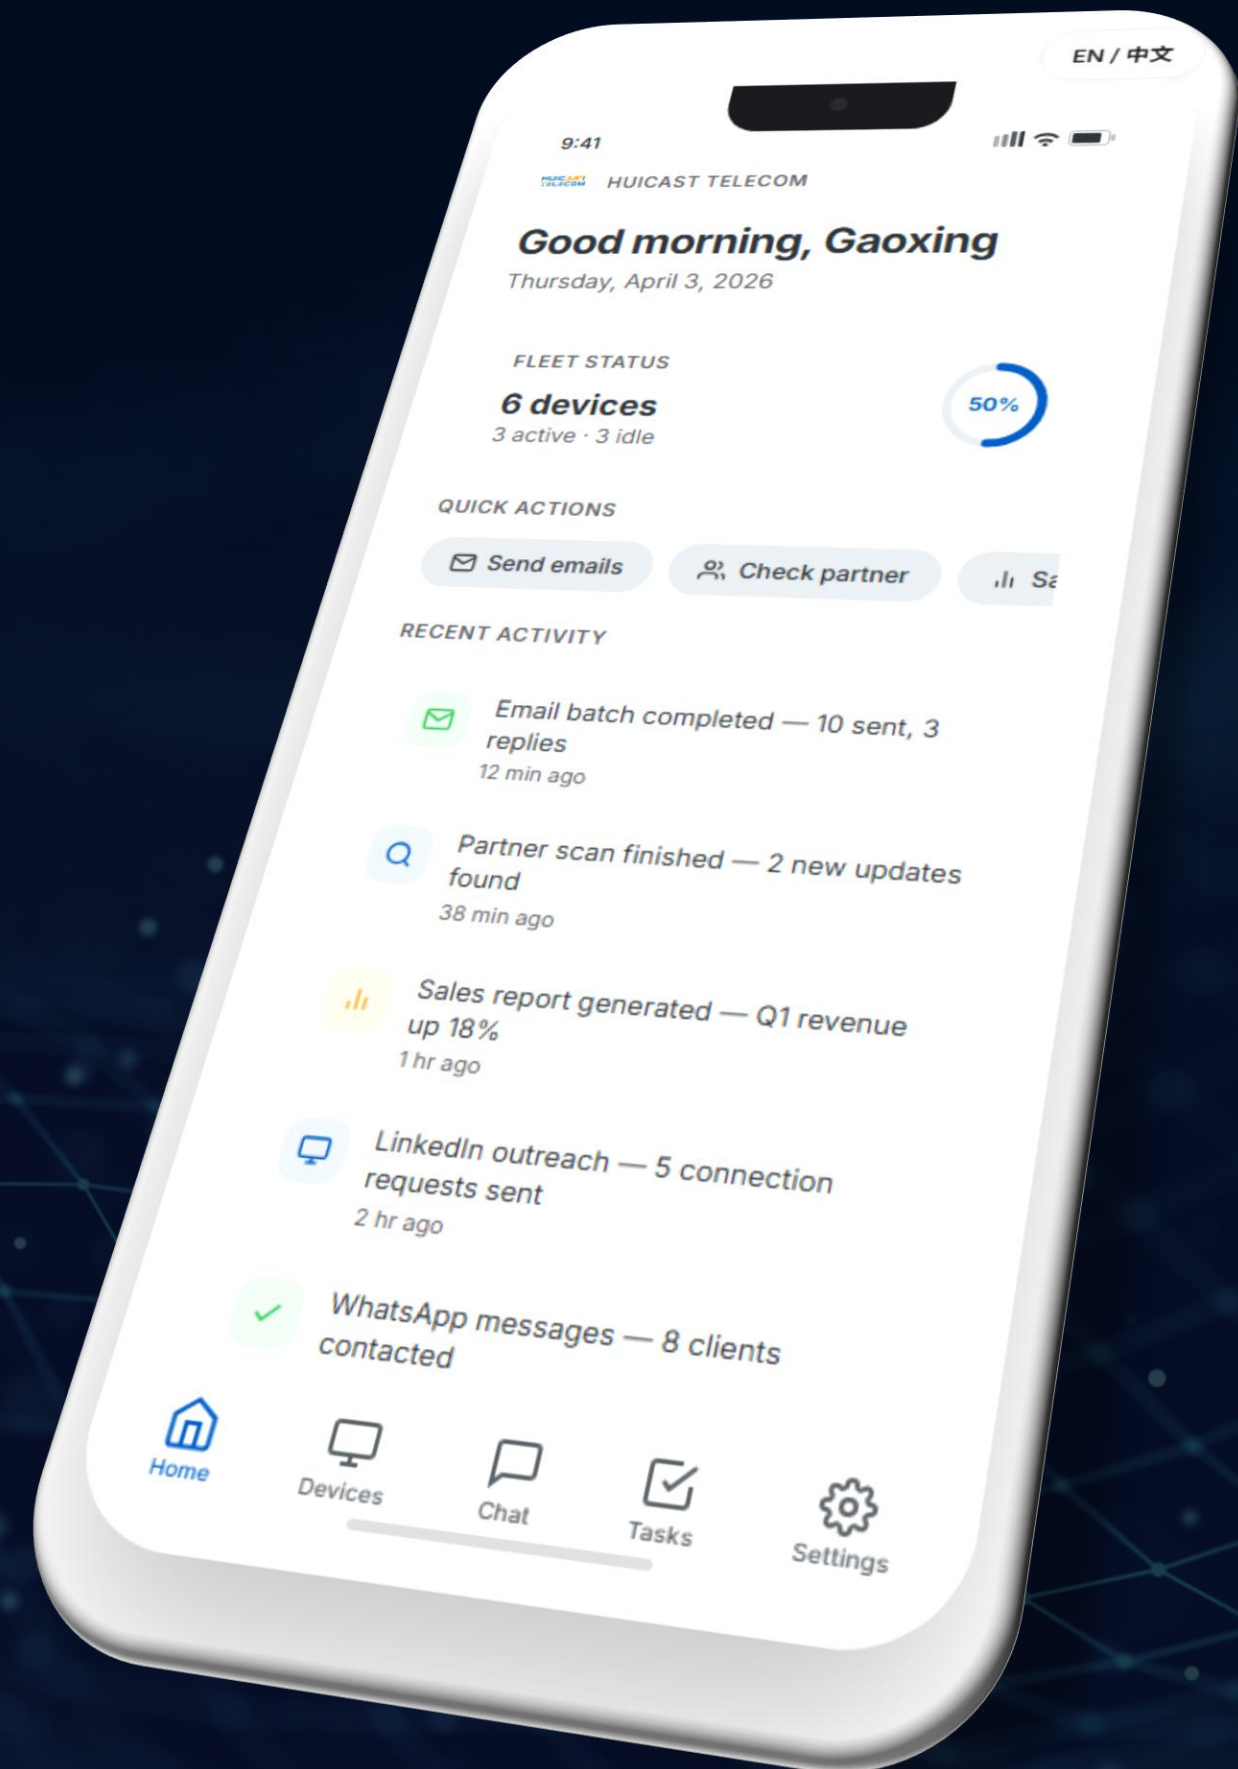 EN / 中文
9:41
HUICAST TELECOM
HUICAST TELECOM
Good morning, Gaoxing
Thursday, April 3, 2026
FLEET STATUS
6 devices
3 active · 3 idle
50%
QUICK ACTIONS
Send emails
Check partner
Sa
RECENT ACTIVITY
Email batch completed — 10 sent, 3
replies
12 min ago
Partner scan finished — 2 new updates
found
38 min ago
Sales report generated — Q1 revenue
up 18%
1 hr ago
LinkedIn outreach — 5 connection
requests sent
2 hr ago
WhatsApp messages — 8 clients
contacted
Home
Devices
Chat
Tasks
Settings